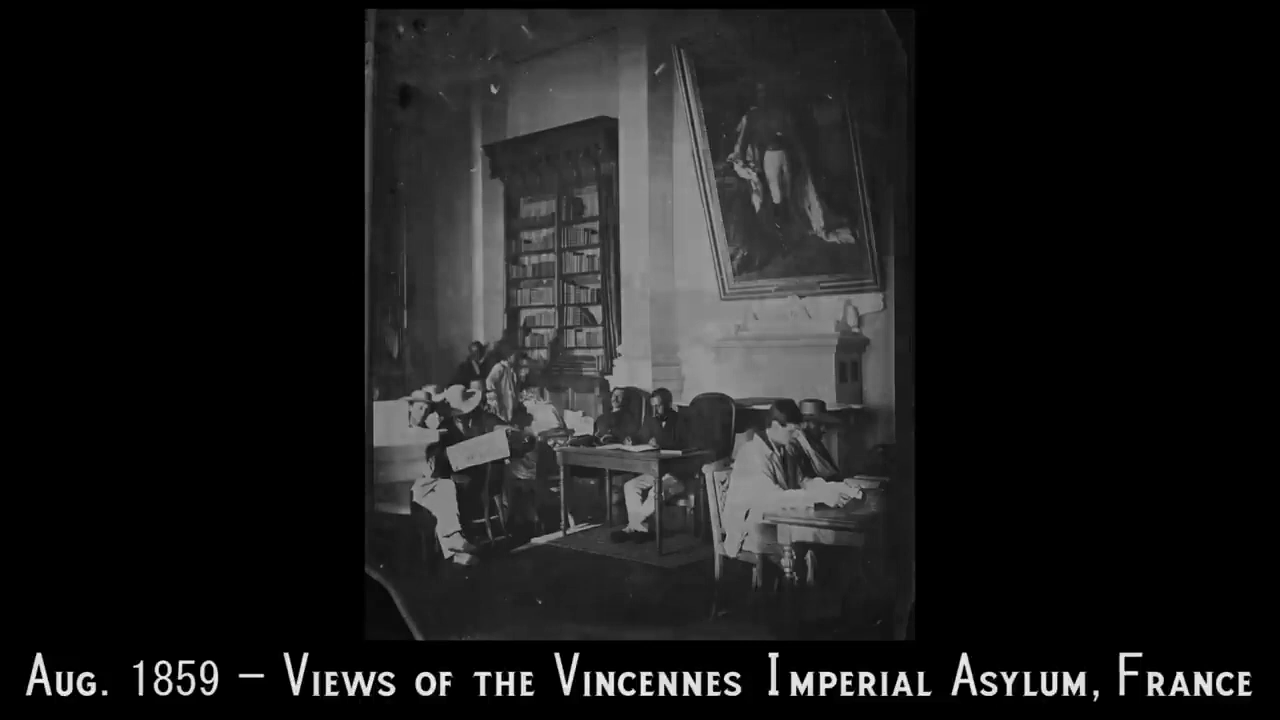 Aug. 1859 – Views of the Vincennes Imperial Asylum, France